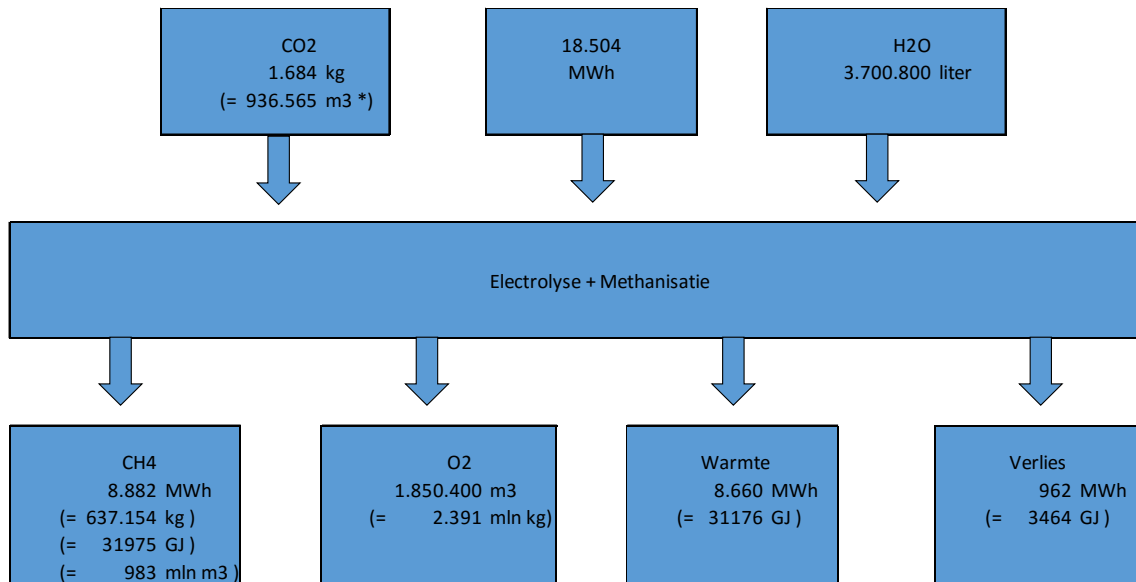 CO2
1.684 kg
(= 936.565 m3 *)
18.504
MWh
H2O
3.700.800 liter
Electrolyse + Methanisatie
CH4
8.882 MWh
(= 637.154 kg )
(= 31975 GJ )
(= 983 mln m3 )
O2
1.850.400 m3
(= 2.391 mln kg)
Warmte
8.660 MWh
(= 31176 GJ )
Verlies
962 MWh
(= 3464 GJ )